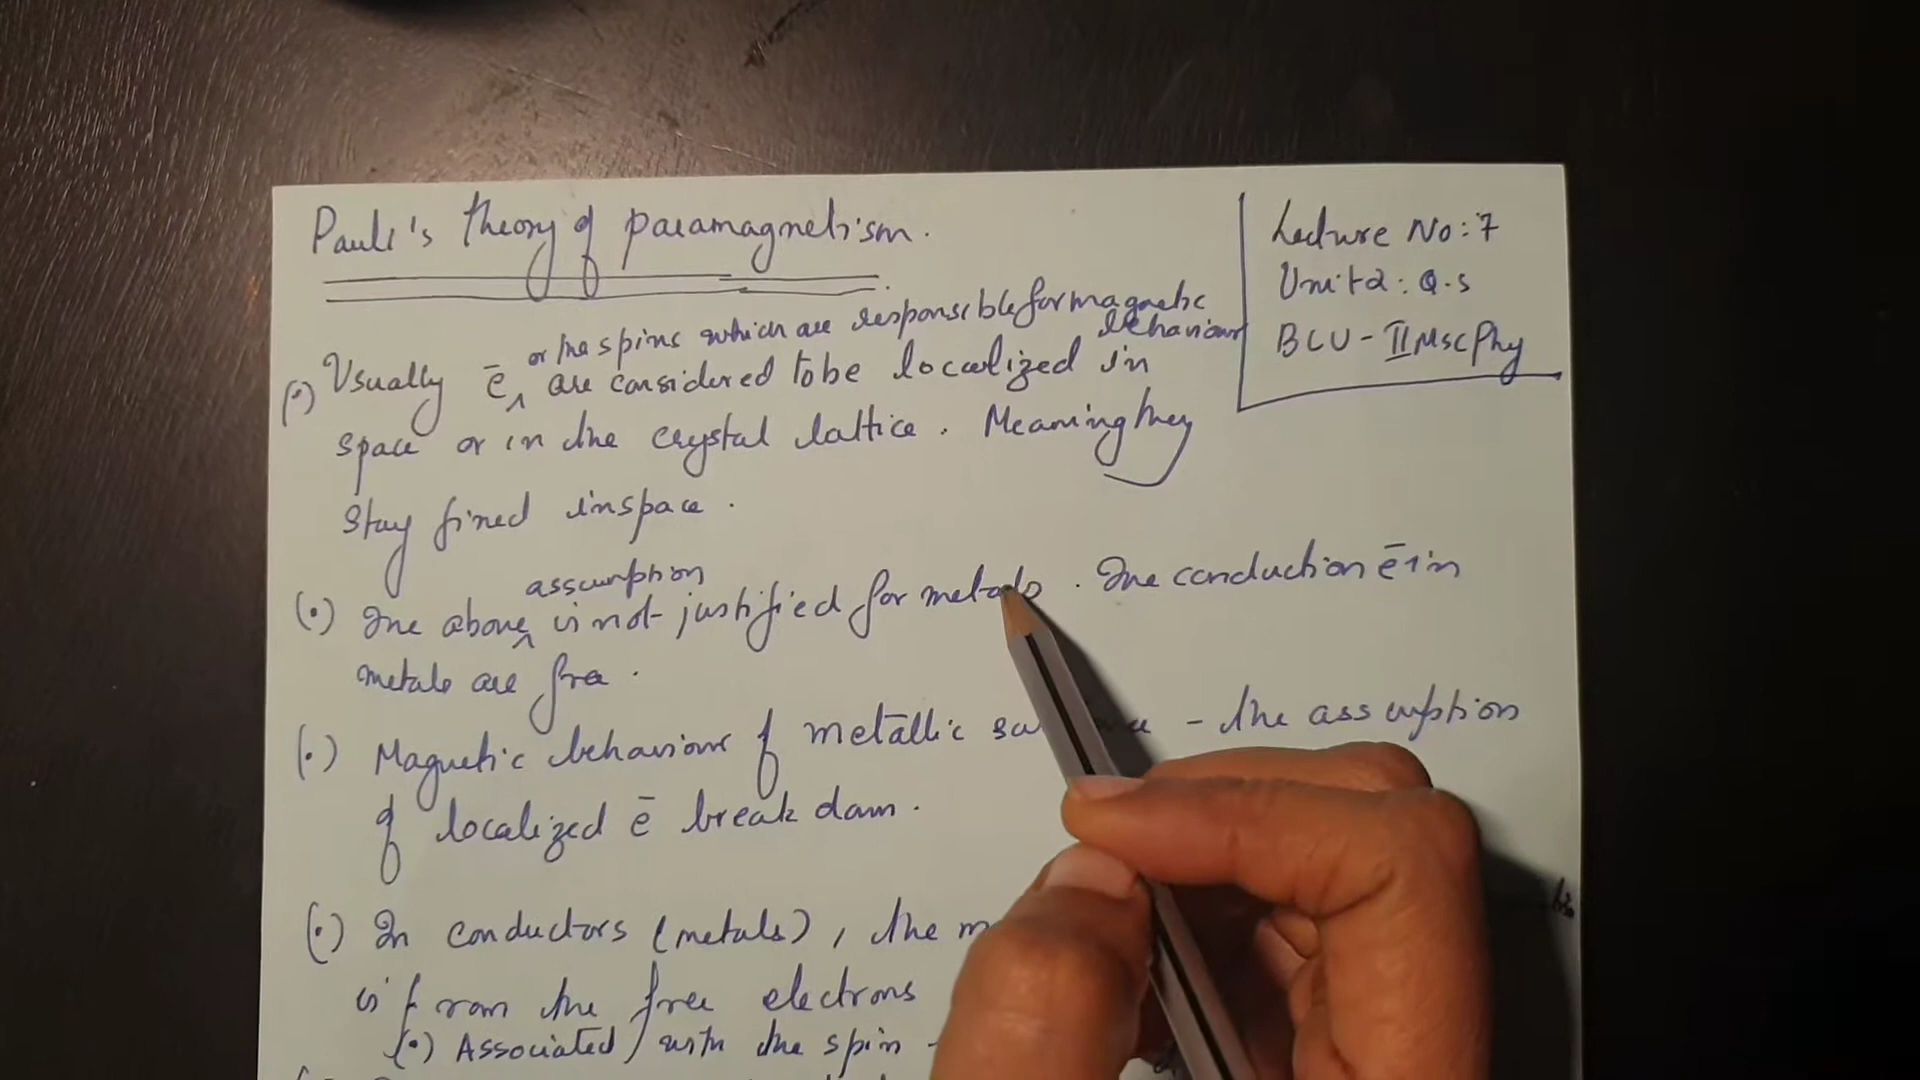 Pauli's theory of paramagnetism.
Lecture No: 7
Unit 2: Q.S
BCU - II Msc Phy
or the spins which are responsible for magnetic
behaviour
(•) Usually ē ^ are considered to be localized in
space or in the crystal lattice. Meaning they
stay fixed in space.
assumption
(•) The above ^ is not justified for metals. The conduction ē in
metals are free.
(•) Magnetic behaviour of metallic - the assumption
of localized ē break down.
(•) In conductors (metals), the
is from the free electrons
(•) Associated with the spin -